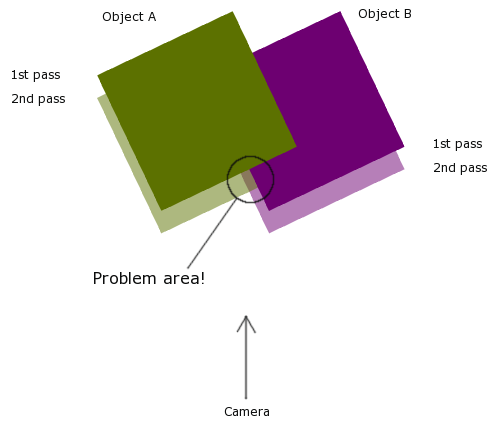 Object A
Object B
1st pass
2nd pass
1st pass
2nd pass
Problem area!
Camera